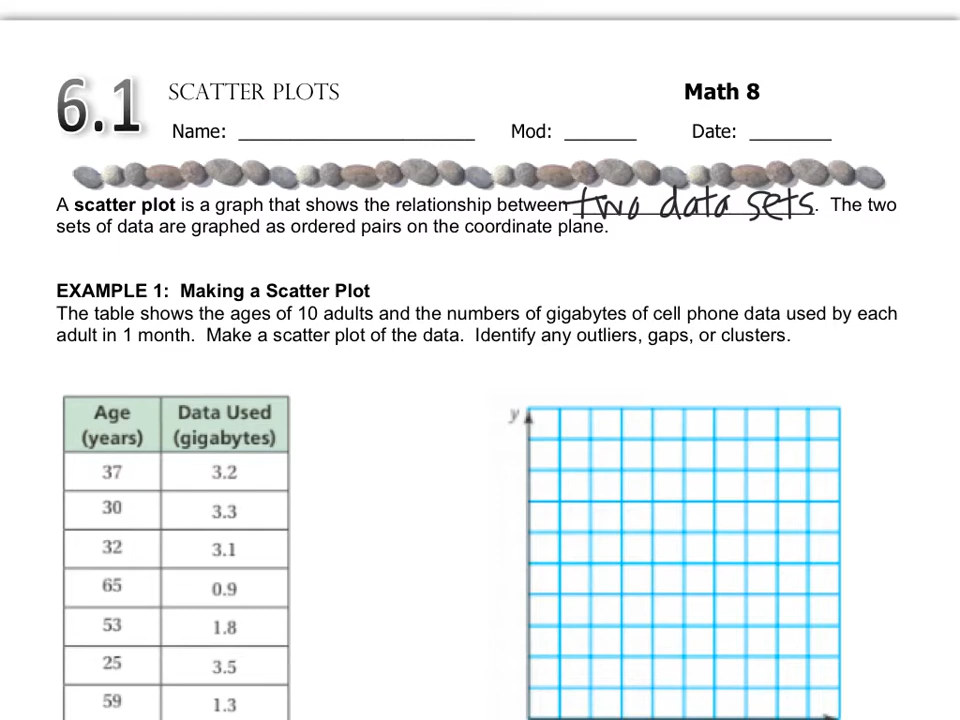 6.1 SCATTER PLOTS Math 8
Name: ____________ Mod: ______ Date: ______
A scatter plot is a graph that shows the relationship between two data sets. The two
sets of data are graphed as ordered pairs on the coordinate plane.
EXAMPLE 1: Making a Scatter Plot
The table shows the ages of 10 adults and the numbers of gigabytes of cell phone data used by each
adult in 1 month. Make a scatter plot of the data. Identify any outliers, gaps, or clusters.
Age Data Used
(years) (gigabytes)
37 3.2
30 3.3
32 3.1
65 0.9
53 1.8
25 3.5
59 1.3
y